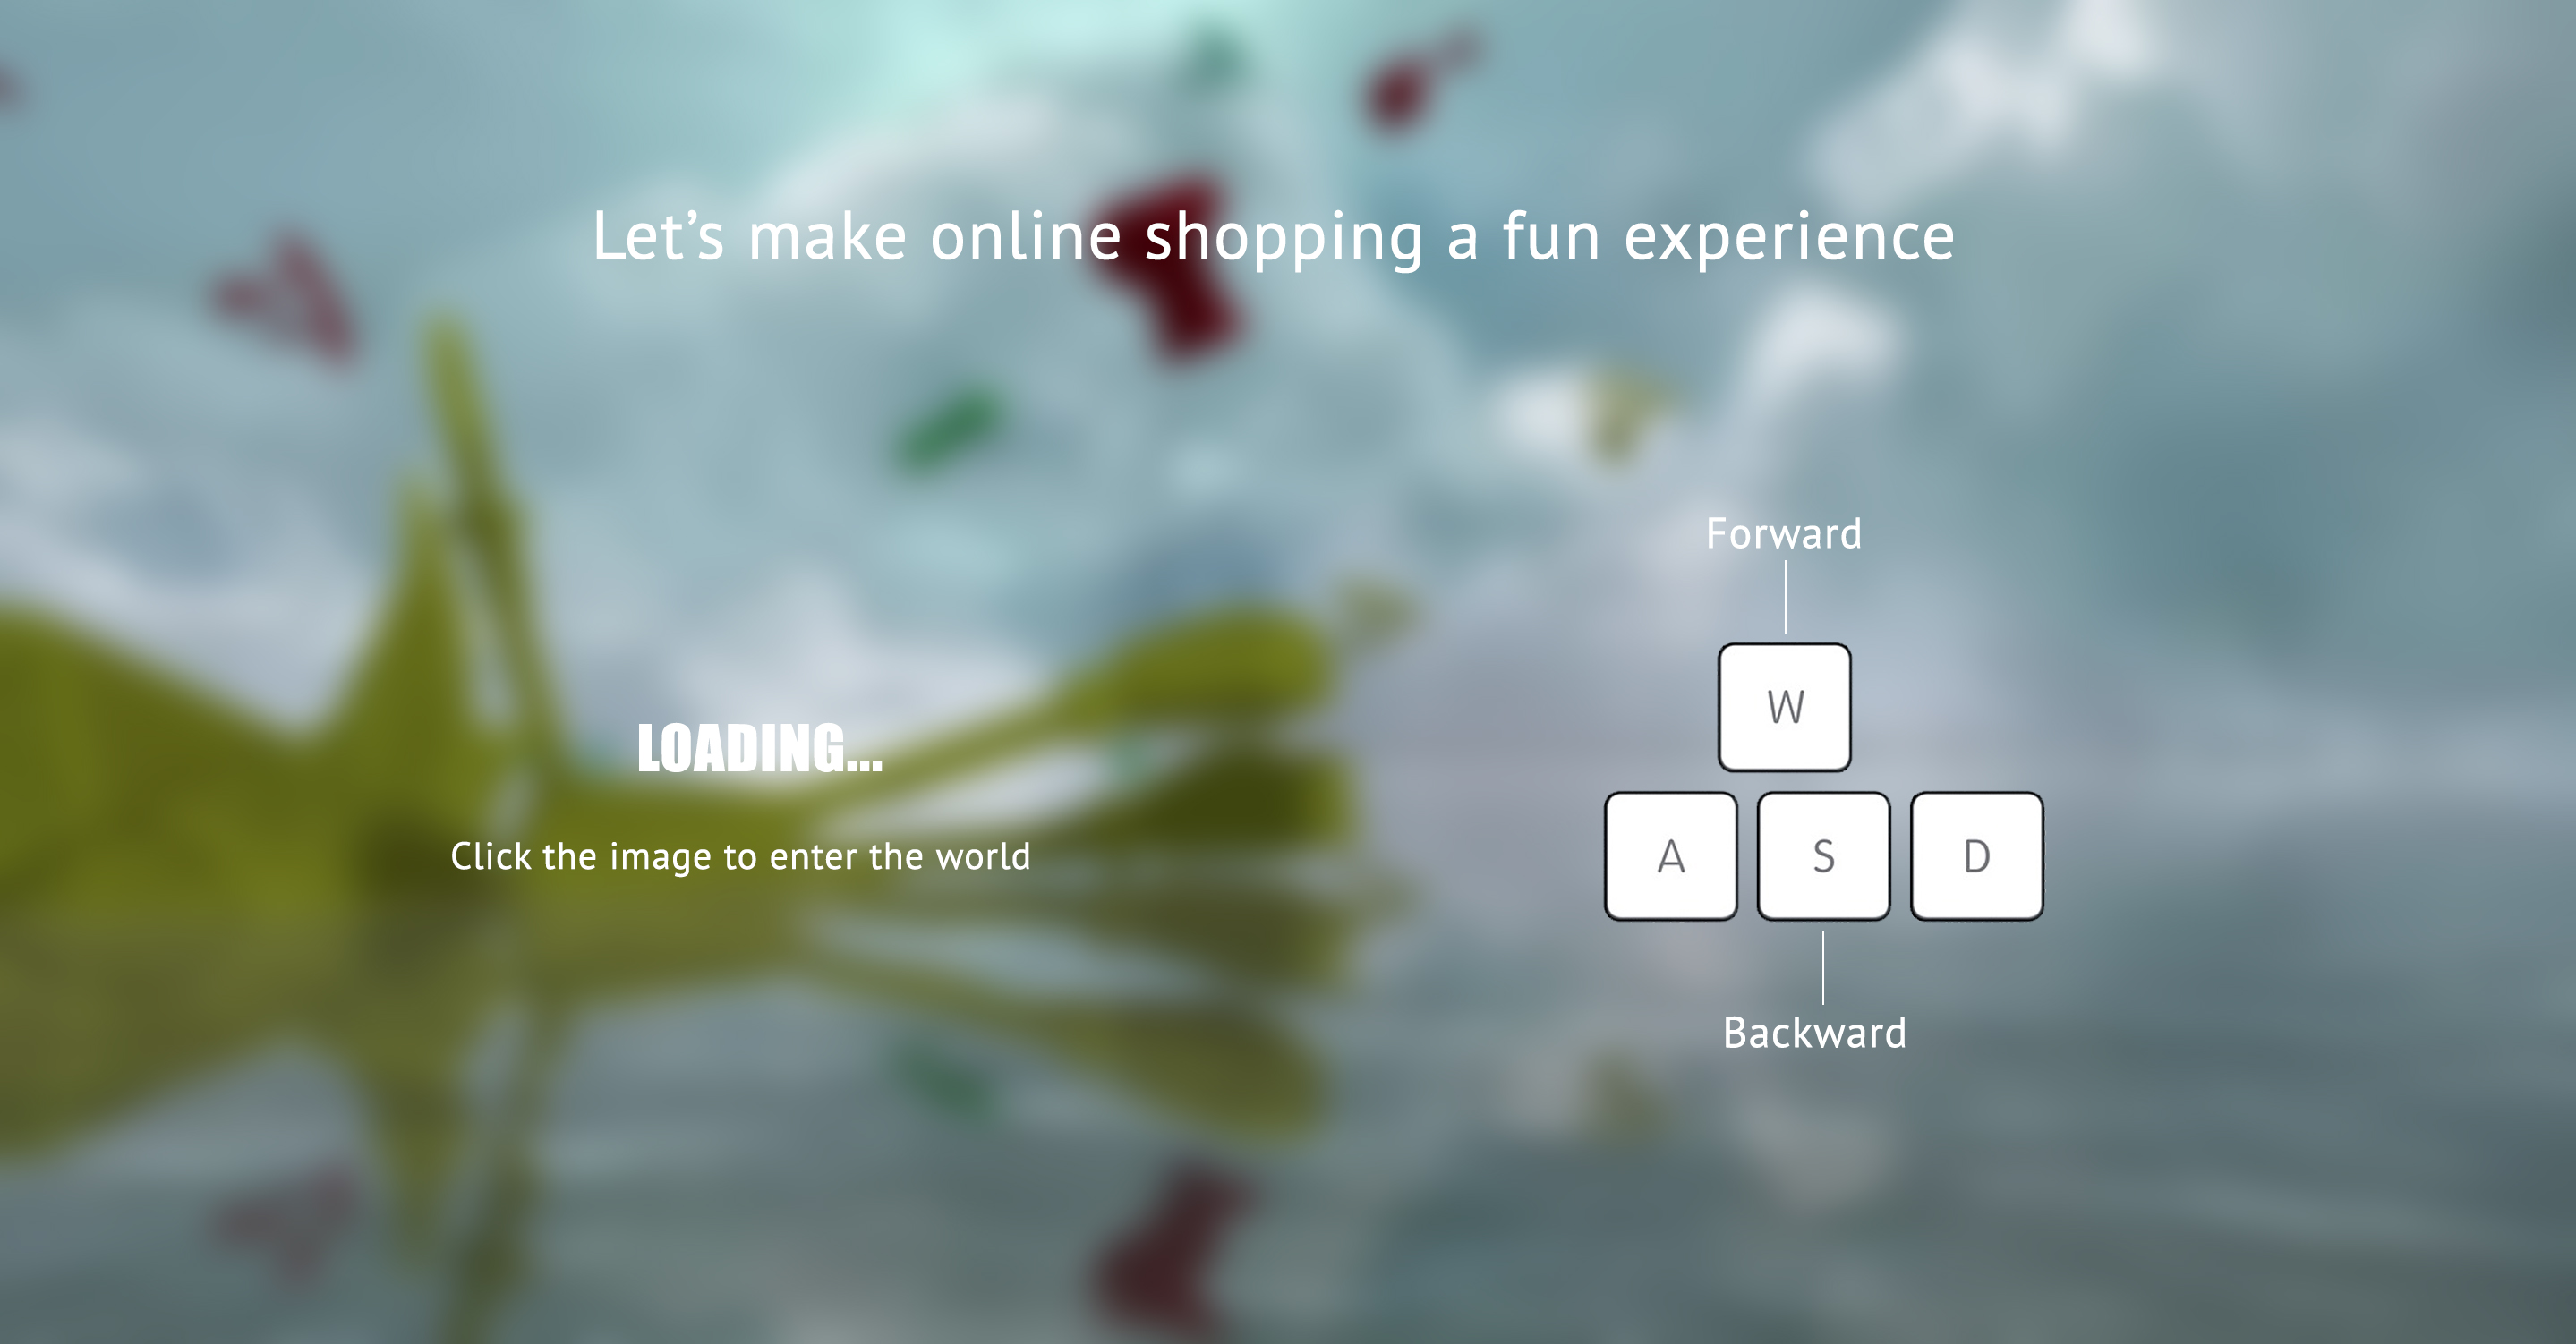 Let’s make online shopping a fun experience
LOADING...
Click the image to enter the world
Forward
W
A S D
Backward